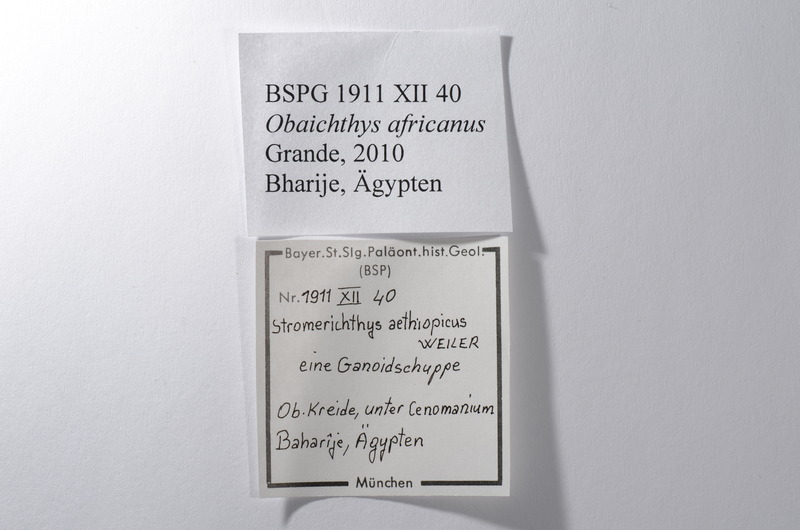 BSPG 1911 XII 40
Obaichthys africanus
Grande, 2010
Bharije, Ägypten
Bayer.St.Slg.Paläont.hist.Geol.
(BSP)
Nr. 1911 XII 40
Stromerichthys aethiopicus
WEILER
eine Ganoidschuppe
Ob. Kreide, unter Cenomanium
Baharîje, Ägypten
München